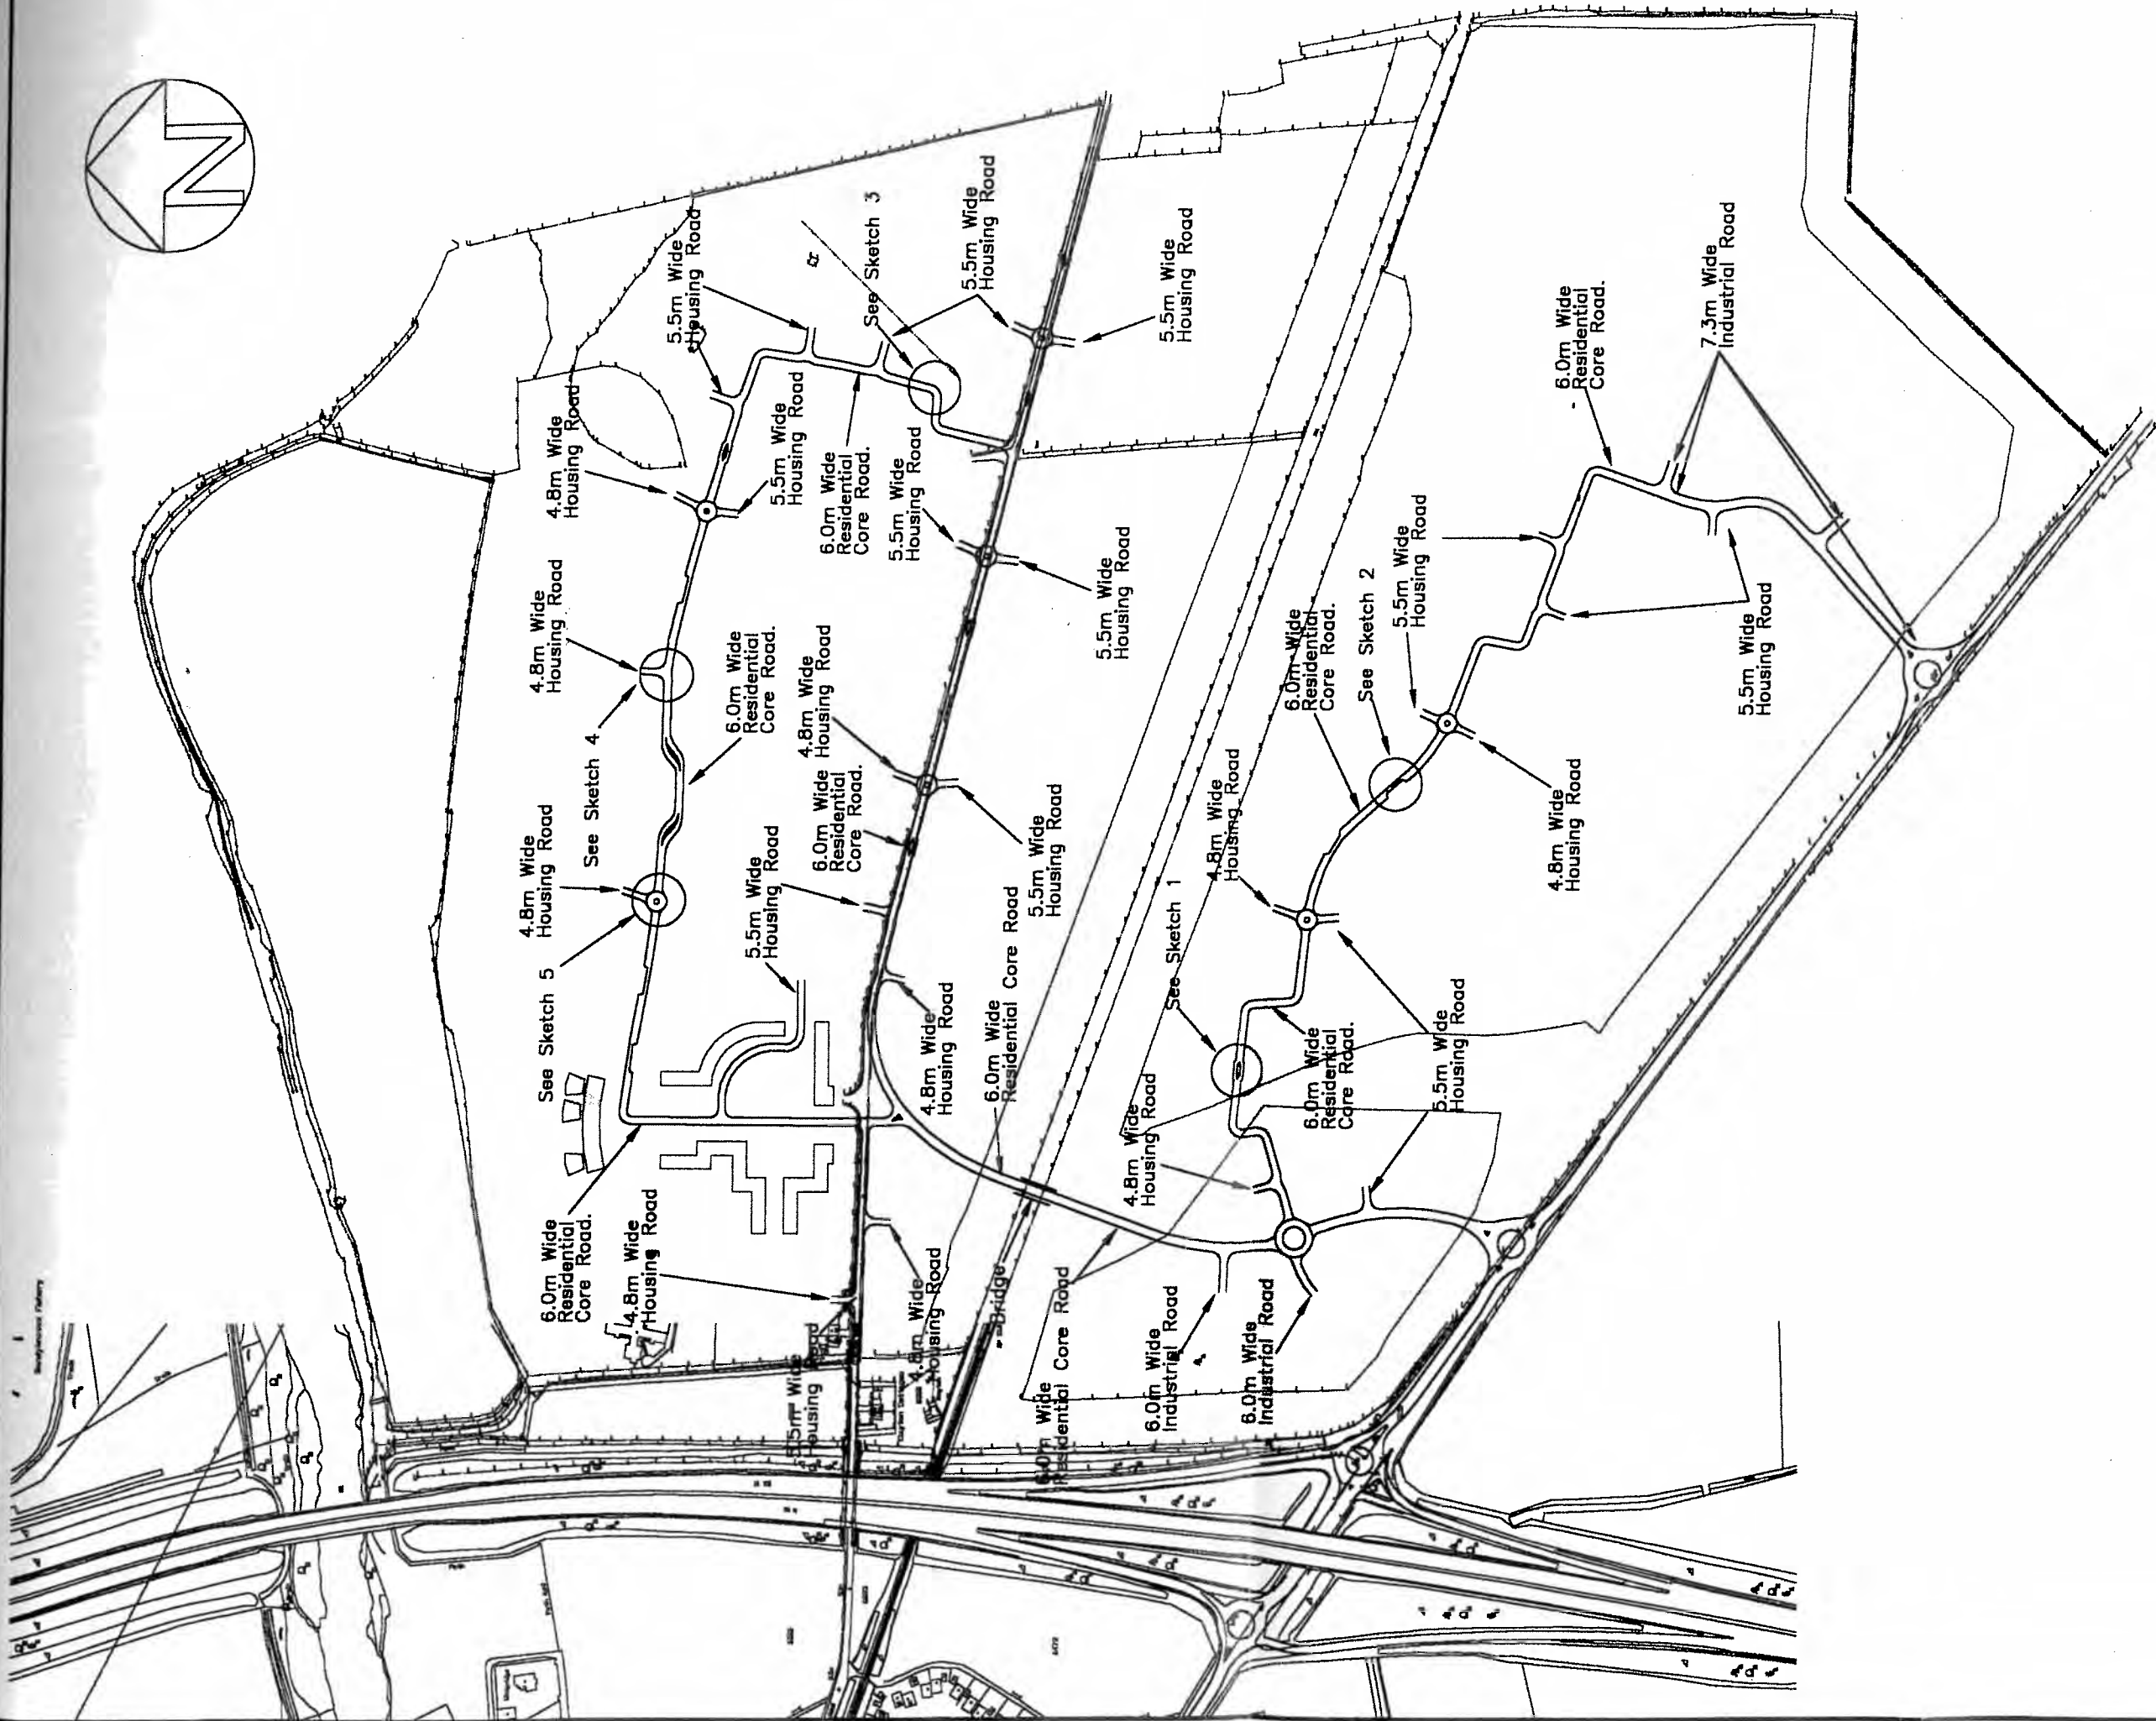 N
5.5m Wide
Housing Road
See Sketch 3
5.5m Wide
Housing Road
5.5m Wide
Housing Road
7.3m Wide
Industrial Road
6.0m Wide
Residential
Core Road.
4.8m Wide
Housing Road
5.5m Wide
Housing Road
6.0m Wide
Residential
Core Road.
5.5m Wide
Housing Road
5.5m Wide
Housing Road
5.5m Wide
Housing Road
4.8m Wide
Housing Road
See Sketch 4
6.0m Wide
Residential
Core Road.
4.8m Wide
Housing Road
6.0m Wide
Residential
Core Road.
5.5m Wide
Housing Road
6.0m Wide
Residential
Core Road.
See Sketch 2
5.5m Wide
Housing Road
4.8m Wide
Housing Road
4.8m Wide
Housing Road
4.8m Wide
Housing Road
See Sketch 5
5.5m Wide
Housing Road
4.8m Wide
Housing Road
6.0m Wide
Residential Core Road
See Sketch 1
5.5m Wide
Housing Road
6.0m Wide
Residential
Core Road.
4.8m Wide
Housing Road
6.0m Wide
Residential
Core Road.
4.8m Wide
Housing Road
4.8m Wide
Housing Road
5.5m Wide
Housing Road
Bridge
6.0m Wide
Residential Core Road
6.0m Wide
Industrial Road
6.0m Wide
Industrial Road